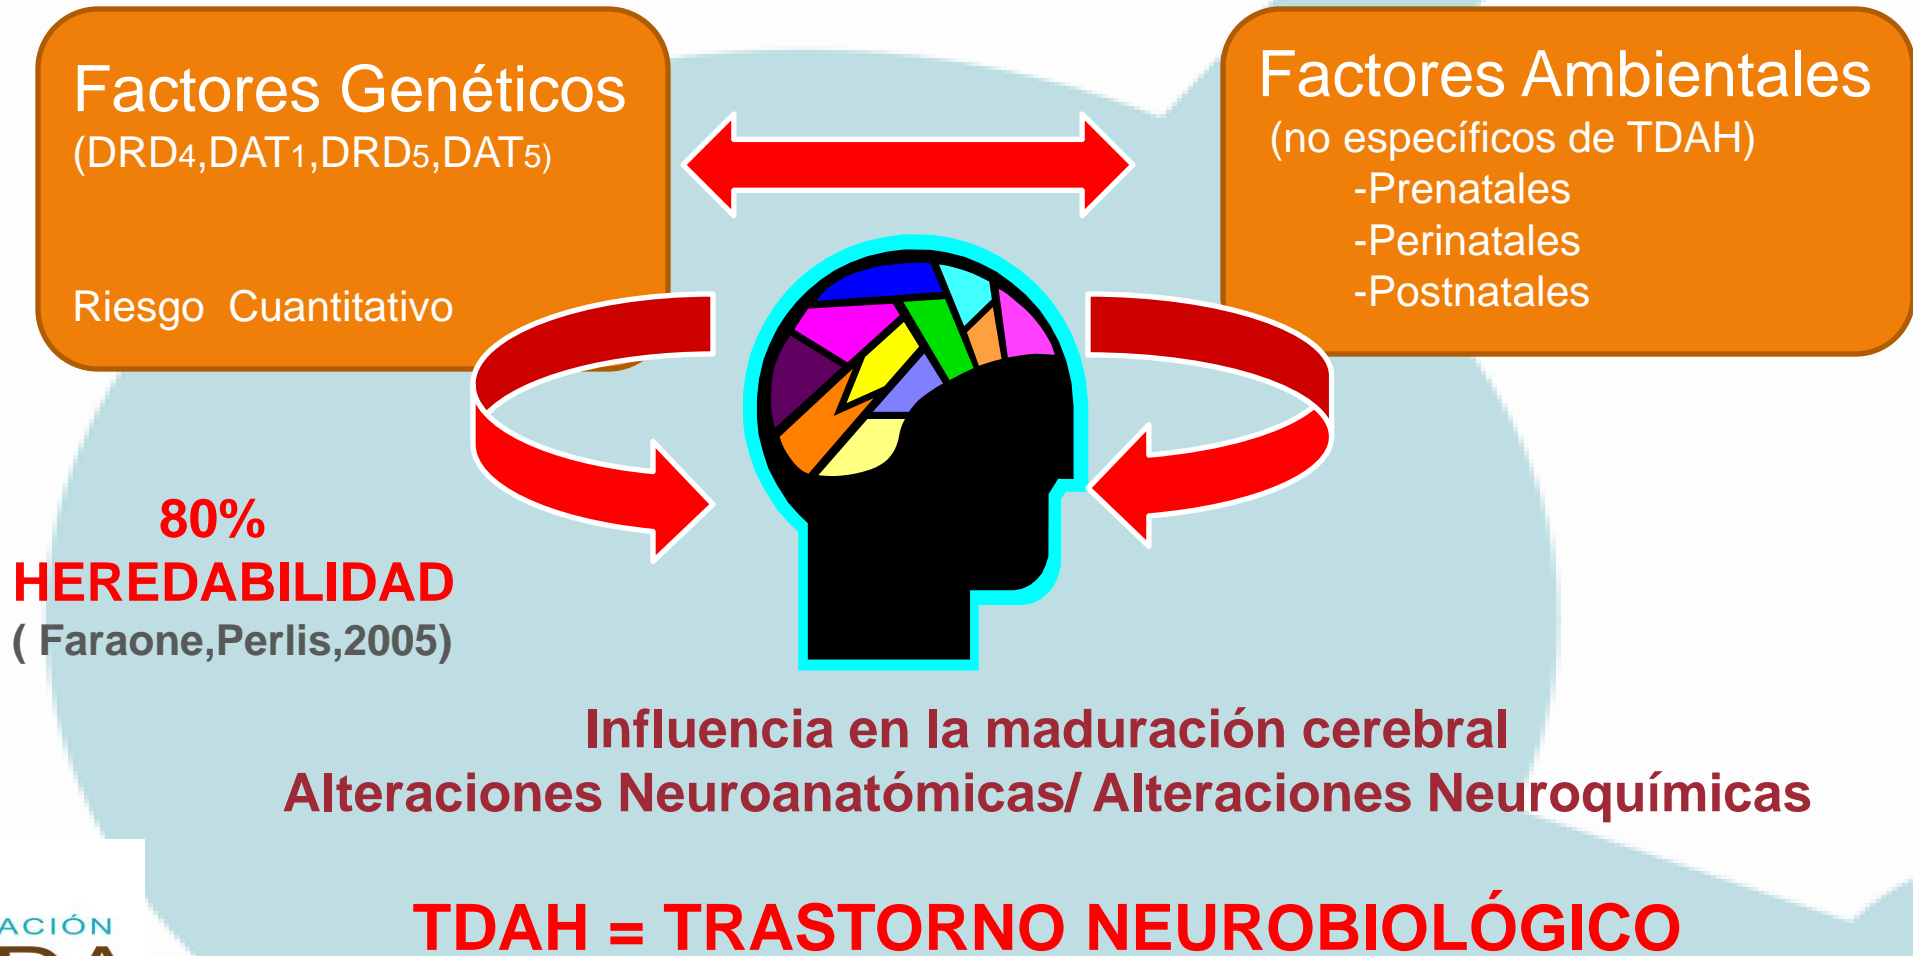 Factores Genéticos
(DRD4,DAT1,DRD5,DAT5)
Riesgo Cuantitativo
Factores Ambientales
(no específicos de TDAH)
-Prenatales
-Perinatales
-Postnatales
80%
HEREDABILIDAD
( Faraone,Perlis,2005)
Influencia en la maduración cerebral
Alteraciones Neuroanatómicas/ Alteraciones Neuroquímicas
TDAH = TRASTORNO NEUROBIOLÓGICO
ACIÓN